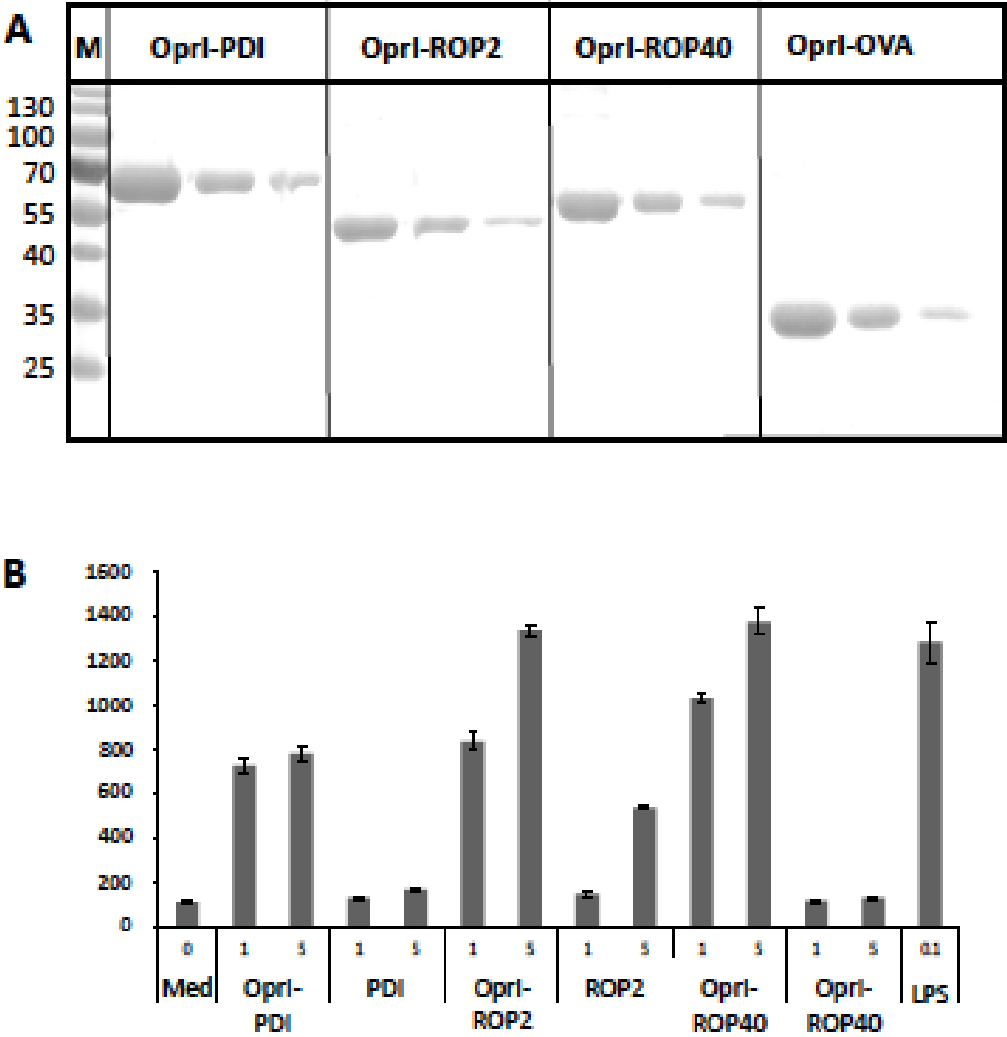 A
M OprI-PDI OprI-ROP2 OprI-ROP40 OprI-OVA
130
100
70
55
40
35
25
B
1600
1400
1200
1000
800
600
400
200
0
0 1 5 1 5 1 5 1 5 1 5 1 5 0.1
Med OprI- PDI OprI- ROP2 OprI- OprI- LPS
PDI ROP2 ROP40 ROP40